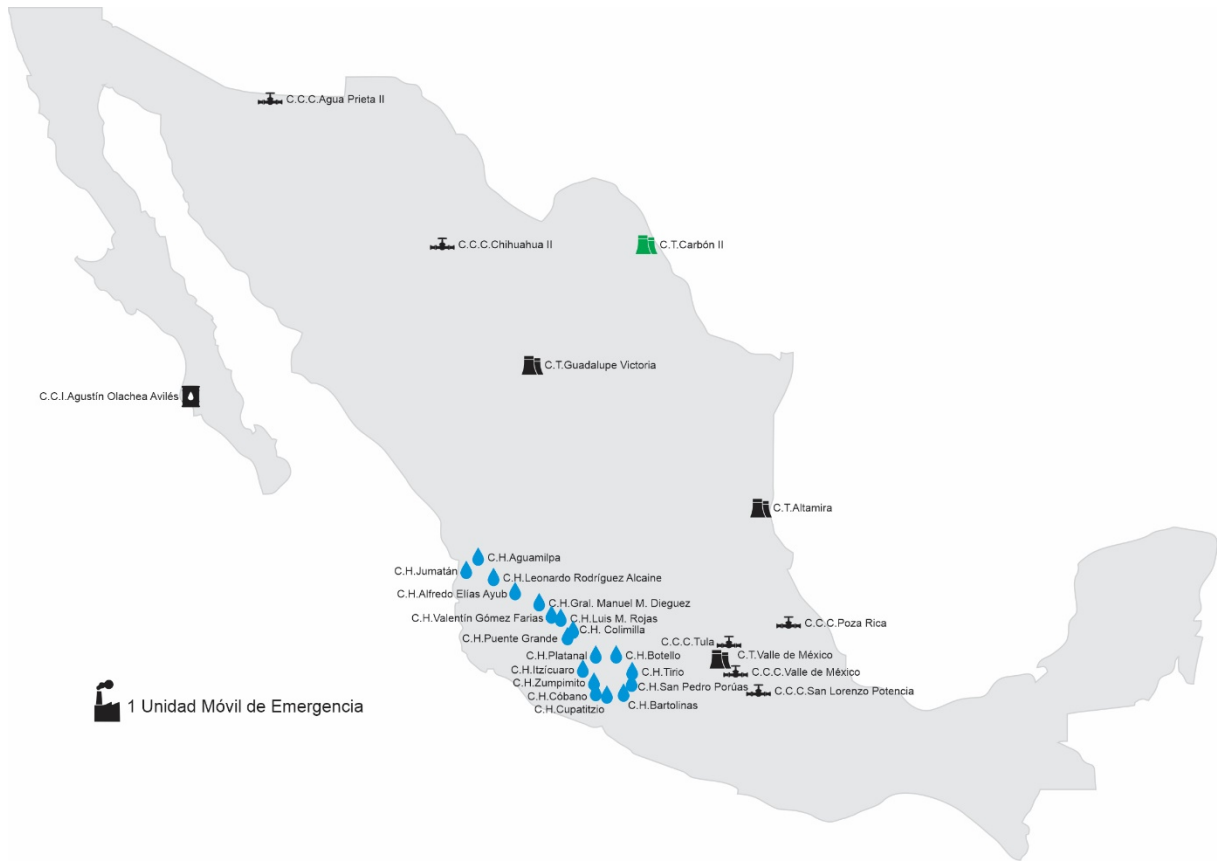 C.C.C.Agua Prieta II
C.C.C.Chihuahua II
C.T.Carbón II
C.T.Guadalupe Victoria
C.C.I.Agustín Olachea Avilés
C.T.Altamira
C.H.Aguamilpa
C.H.Jumatán
C.H.Leonardo Rodríguez Alcaine
C.H.Alfredo Elías Ayub
C.H.Gral. Manuel M. Dieguez
C.H.Valentín Gómez Farias
C.H.Luis M. Rojas
C.H. Colimilla
C.H.Puente Grande
C.C.C.Poza Rica
C.C.C.Tula
C.H.Platanal
C.H.Botello
C.T.Valle de México
C.H.Itzícuaro
C.H.Tirio
C.C.C.Valle de México
C.H.Zumpimito
C.H.San Pedro Porúas
C.C.C.San Lorenzo Potencia
C.H.Cóbano
C.H.Bartolinas
C.H.Cupatitzio
1 Unidad Móvil de Emergencia